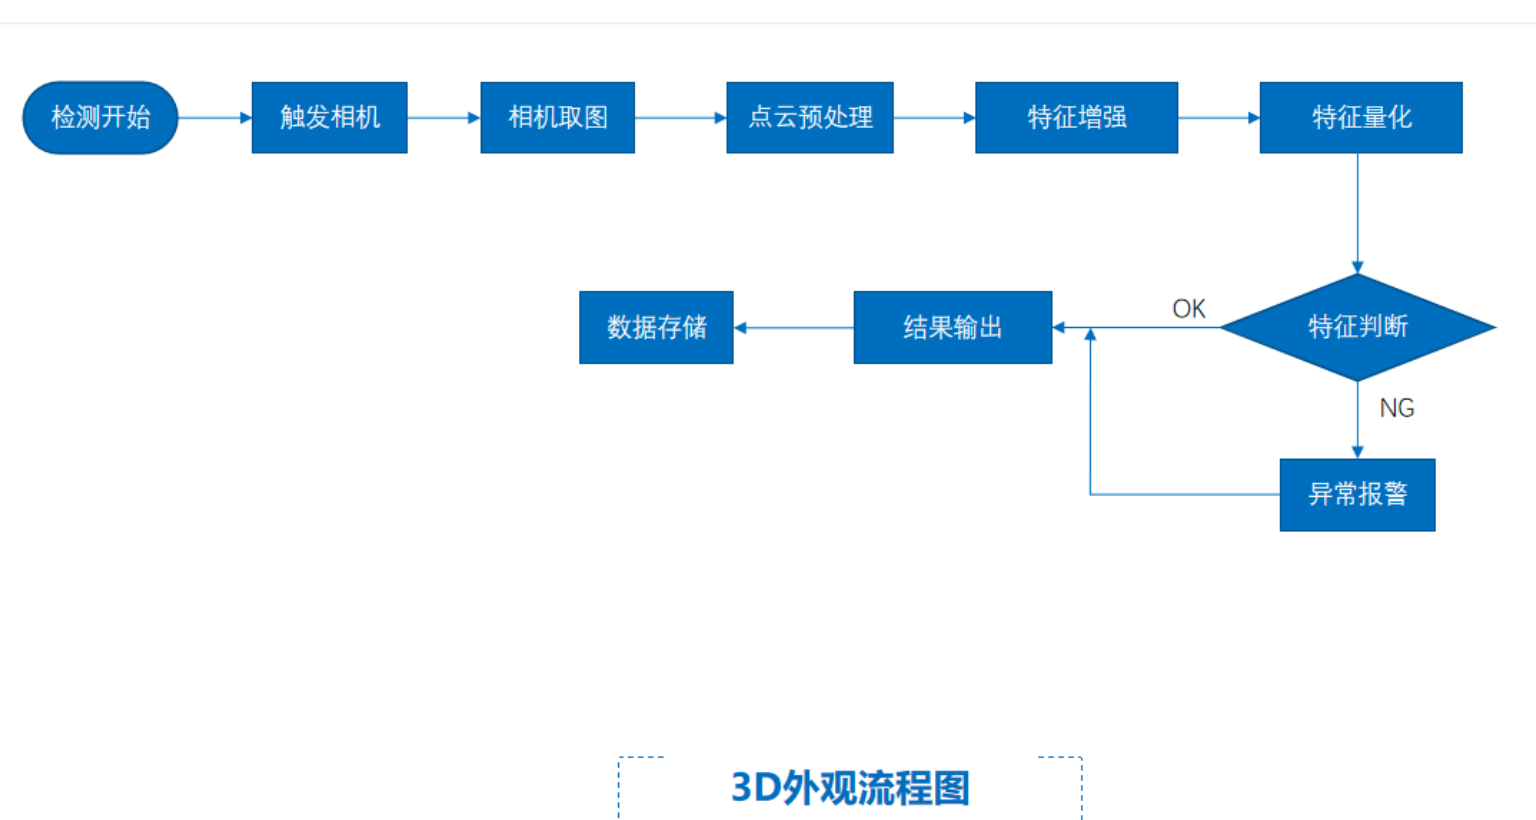 检测开始
触发相机
相机取图
点云预处理
特征增强
特征量化
数据存储
结果输出
OK
特征判断
NG
异常报警
3D外观流程图